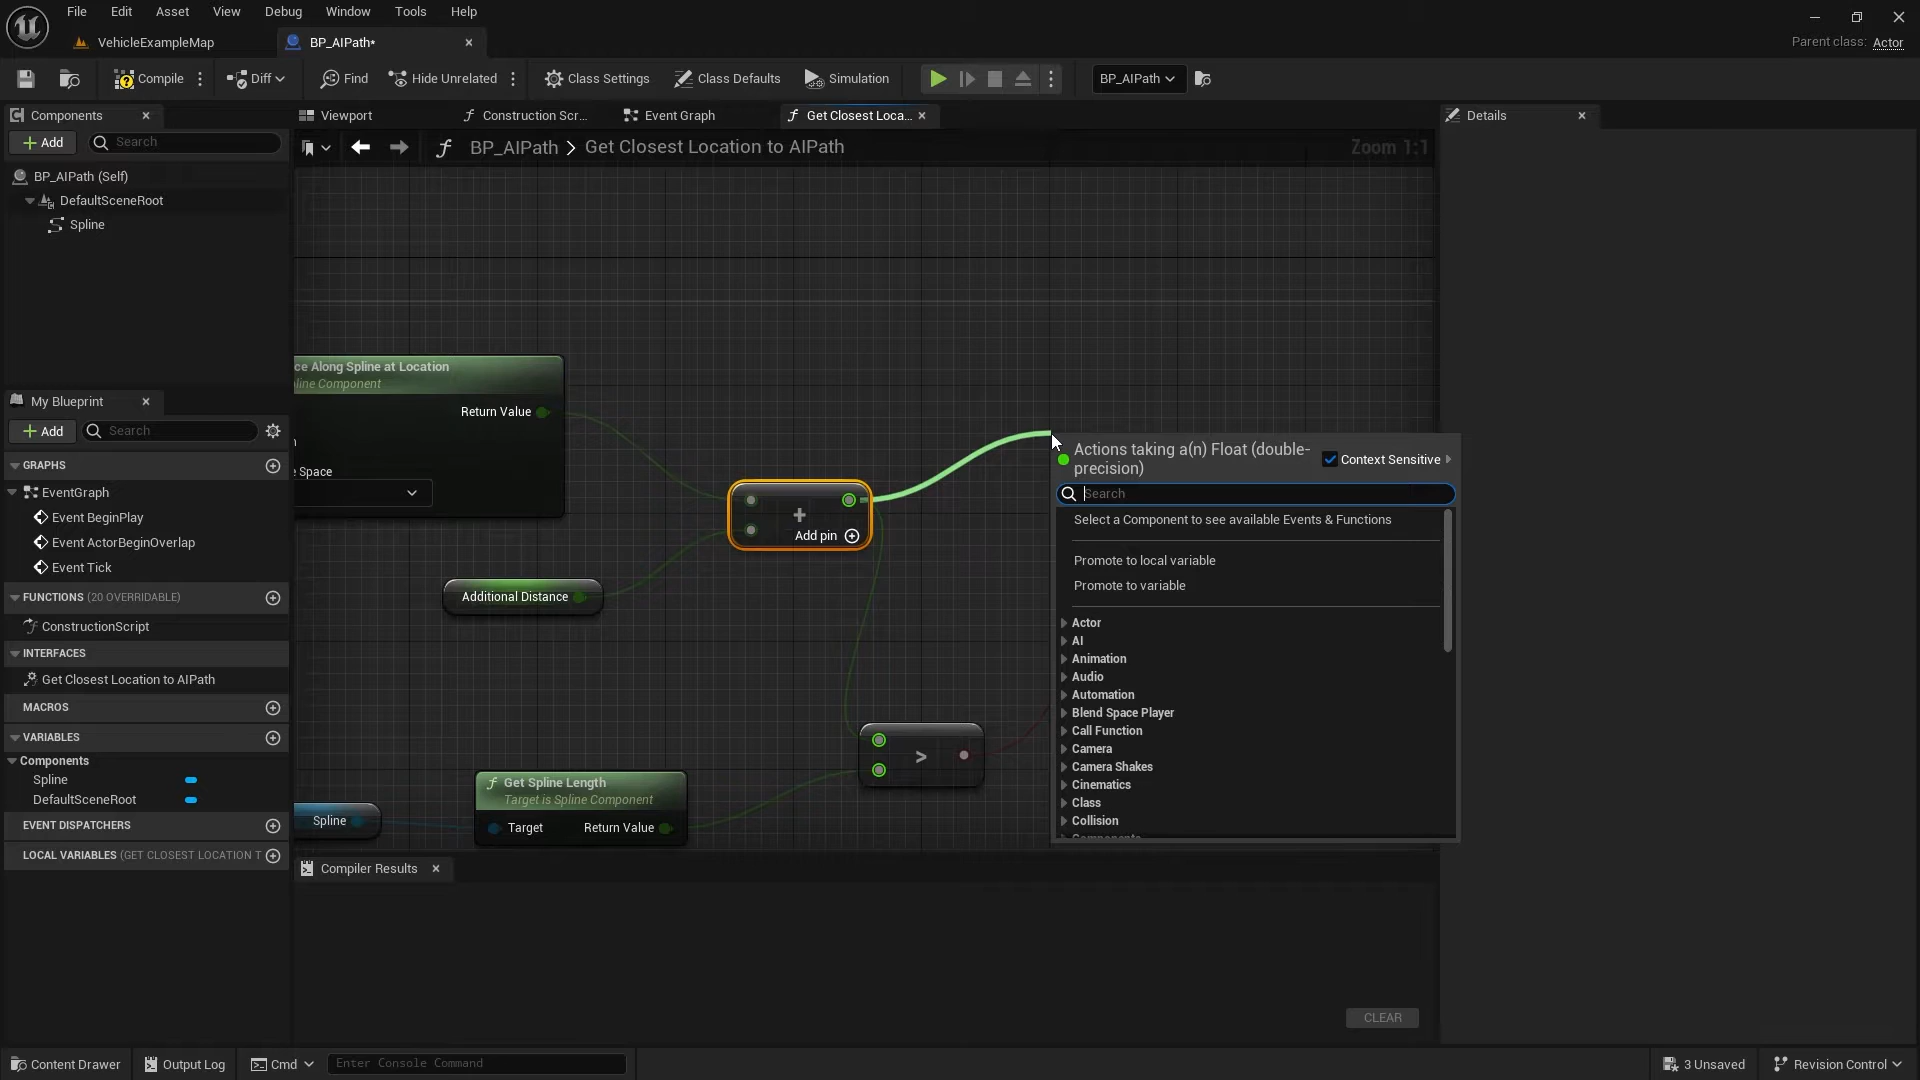 File Edit Asset View Debug Window Tools Help
VehicleExampleMap
BP_AIPath*
Parent class: Actor
Compile
Diff
Find
Hide Unrelated
Class Settings
Class Defaults
Simulation
BP_AIPath
Components
Viewport
Construction Scr...
Event Graph
Get Closest Loca...
Details
Add
Search
BP_AIPath > Get Closest Location to AIPath
Zoom 1:1
BP_AIPath (Self)
DefaultSceneRoot
Spline
ce Along Spline at Location
line Component
Return Value
n
e Space
+
Add pin
Additional Distance
f Get Spline Length
Target is Spline Component
Target
Return Value
Spline
>
Actions taking a(n) Float (double-
precision)
Context Sensitive
Search
Select a Component to see available Events & Functions
Promote to local variable
Promote to variable
Actor
AI
Animation
Audio
Automation
Blend Space Player
Call Function
Camera
Camera Shakes
Cinematics
Class
Collision
Components
My Blueprint
Add
Search
GRAPHS
EventGraph
Event BeginPlay
Event ActorBeginOverlap
Event Tick
FUNCTIONS (20 OVERRIDABLE)
ConstructionScript
INTERFACES
Get Closest Location to AIPath
MACROS
VARIABLES
Components
Spline
DefaultSceneRoot
EVENT DISPATCHERS
LOCAL VARIABLES (GET CLOSEST LOCATION T
Compiler Results
CLEAR
Content Drawer
Output Log
Cmd
Enter Console Command
3 Unsaved
Revision Control